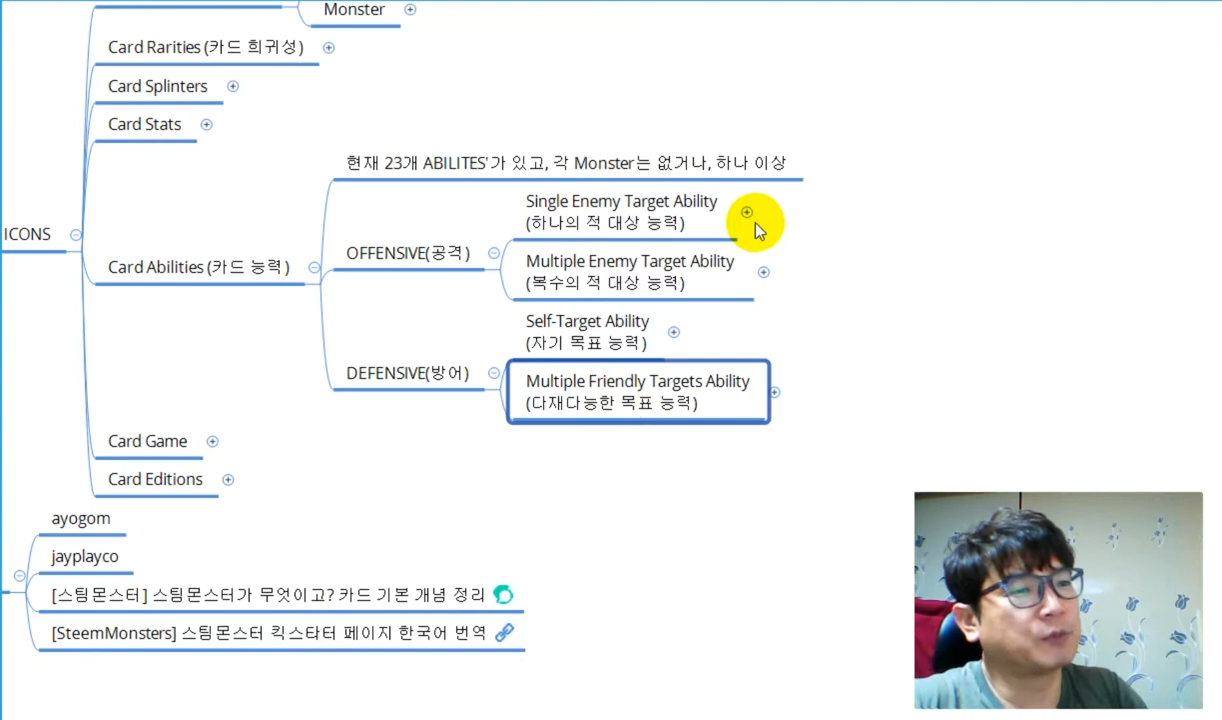 Monster
Card Rarities (카드 희귀성)
Card Splinters
Card Stats
현재 23개 ABILITES'가 있고, 각 Monster는 없거나, 하나 이상
Single Enemy Target Ability
(하나의 적 대상 능력)
OFFENSIVE(공격)
Multiple Enemy Target Ability
(복수의 적 대상 능력)
ICONS
Card Abilities (카드 능력)
Self-Target Ability
(자기 목표 능력)
DEFENSIVE(방어)
Multiple Friendly Targets Ability
(다재다능한 목표 능력)
Card Game
Card Editions
ayogom
jayplayco
[스팀몬스터] 스팀몬스터가 무엇이고? 카드 기본 개념 정리
[SteemMonsters] 스팀몬스터 킥스타터 페이지 한국어 번역